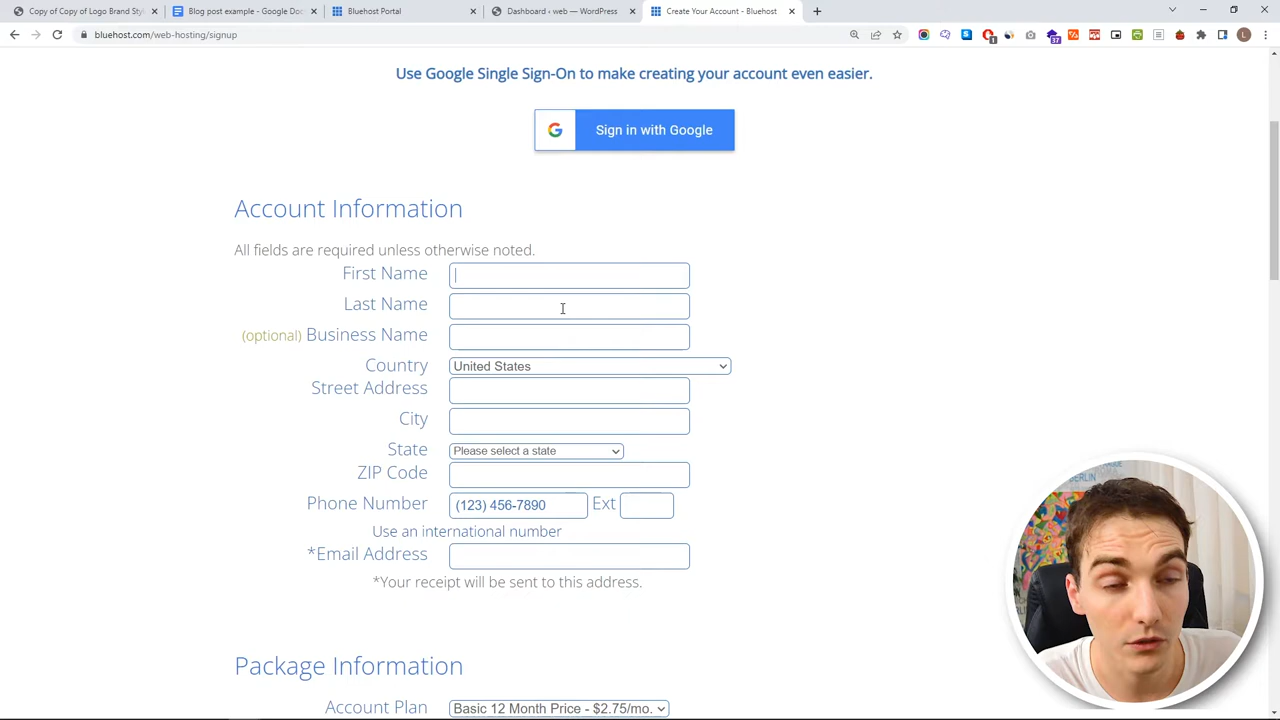 Copy of Copy of Logo Brand Style
Blog post example - Google Docs
Bluehost Portal
Dashboard ‹ web — WordPress
Create Your Account - Bluehost
bluehost.com/web-hosting/signup
1
37
L
Use Google Single Sign-On to make creating your account even easier.
G Sign in with Google
Account Information
All fields are required unless otherwise noted.
First Name
Last Name
(optional) Business Name
Country United States
Street Address
City
State Please select a state
ZIP Code
Phone Number (123) 456-7890 Ext
Use an international number
*Email Address
*Your receipt will be sent to this address.
BERLIN
Package Information
Account Plan Basic 12 Month Price - $2.75/mo.